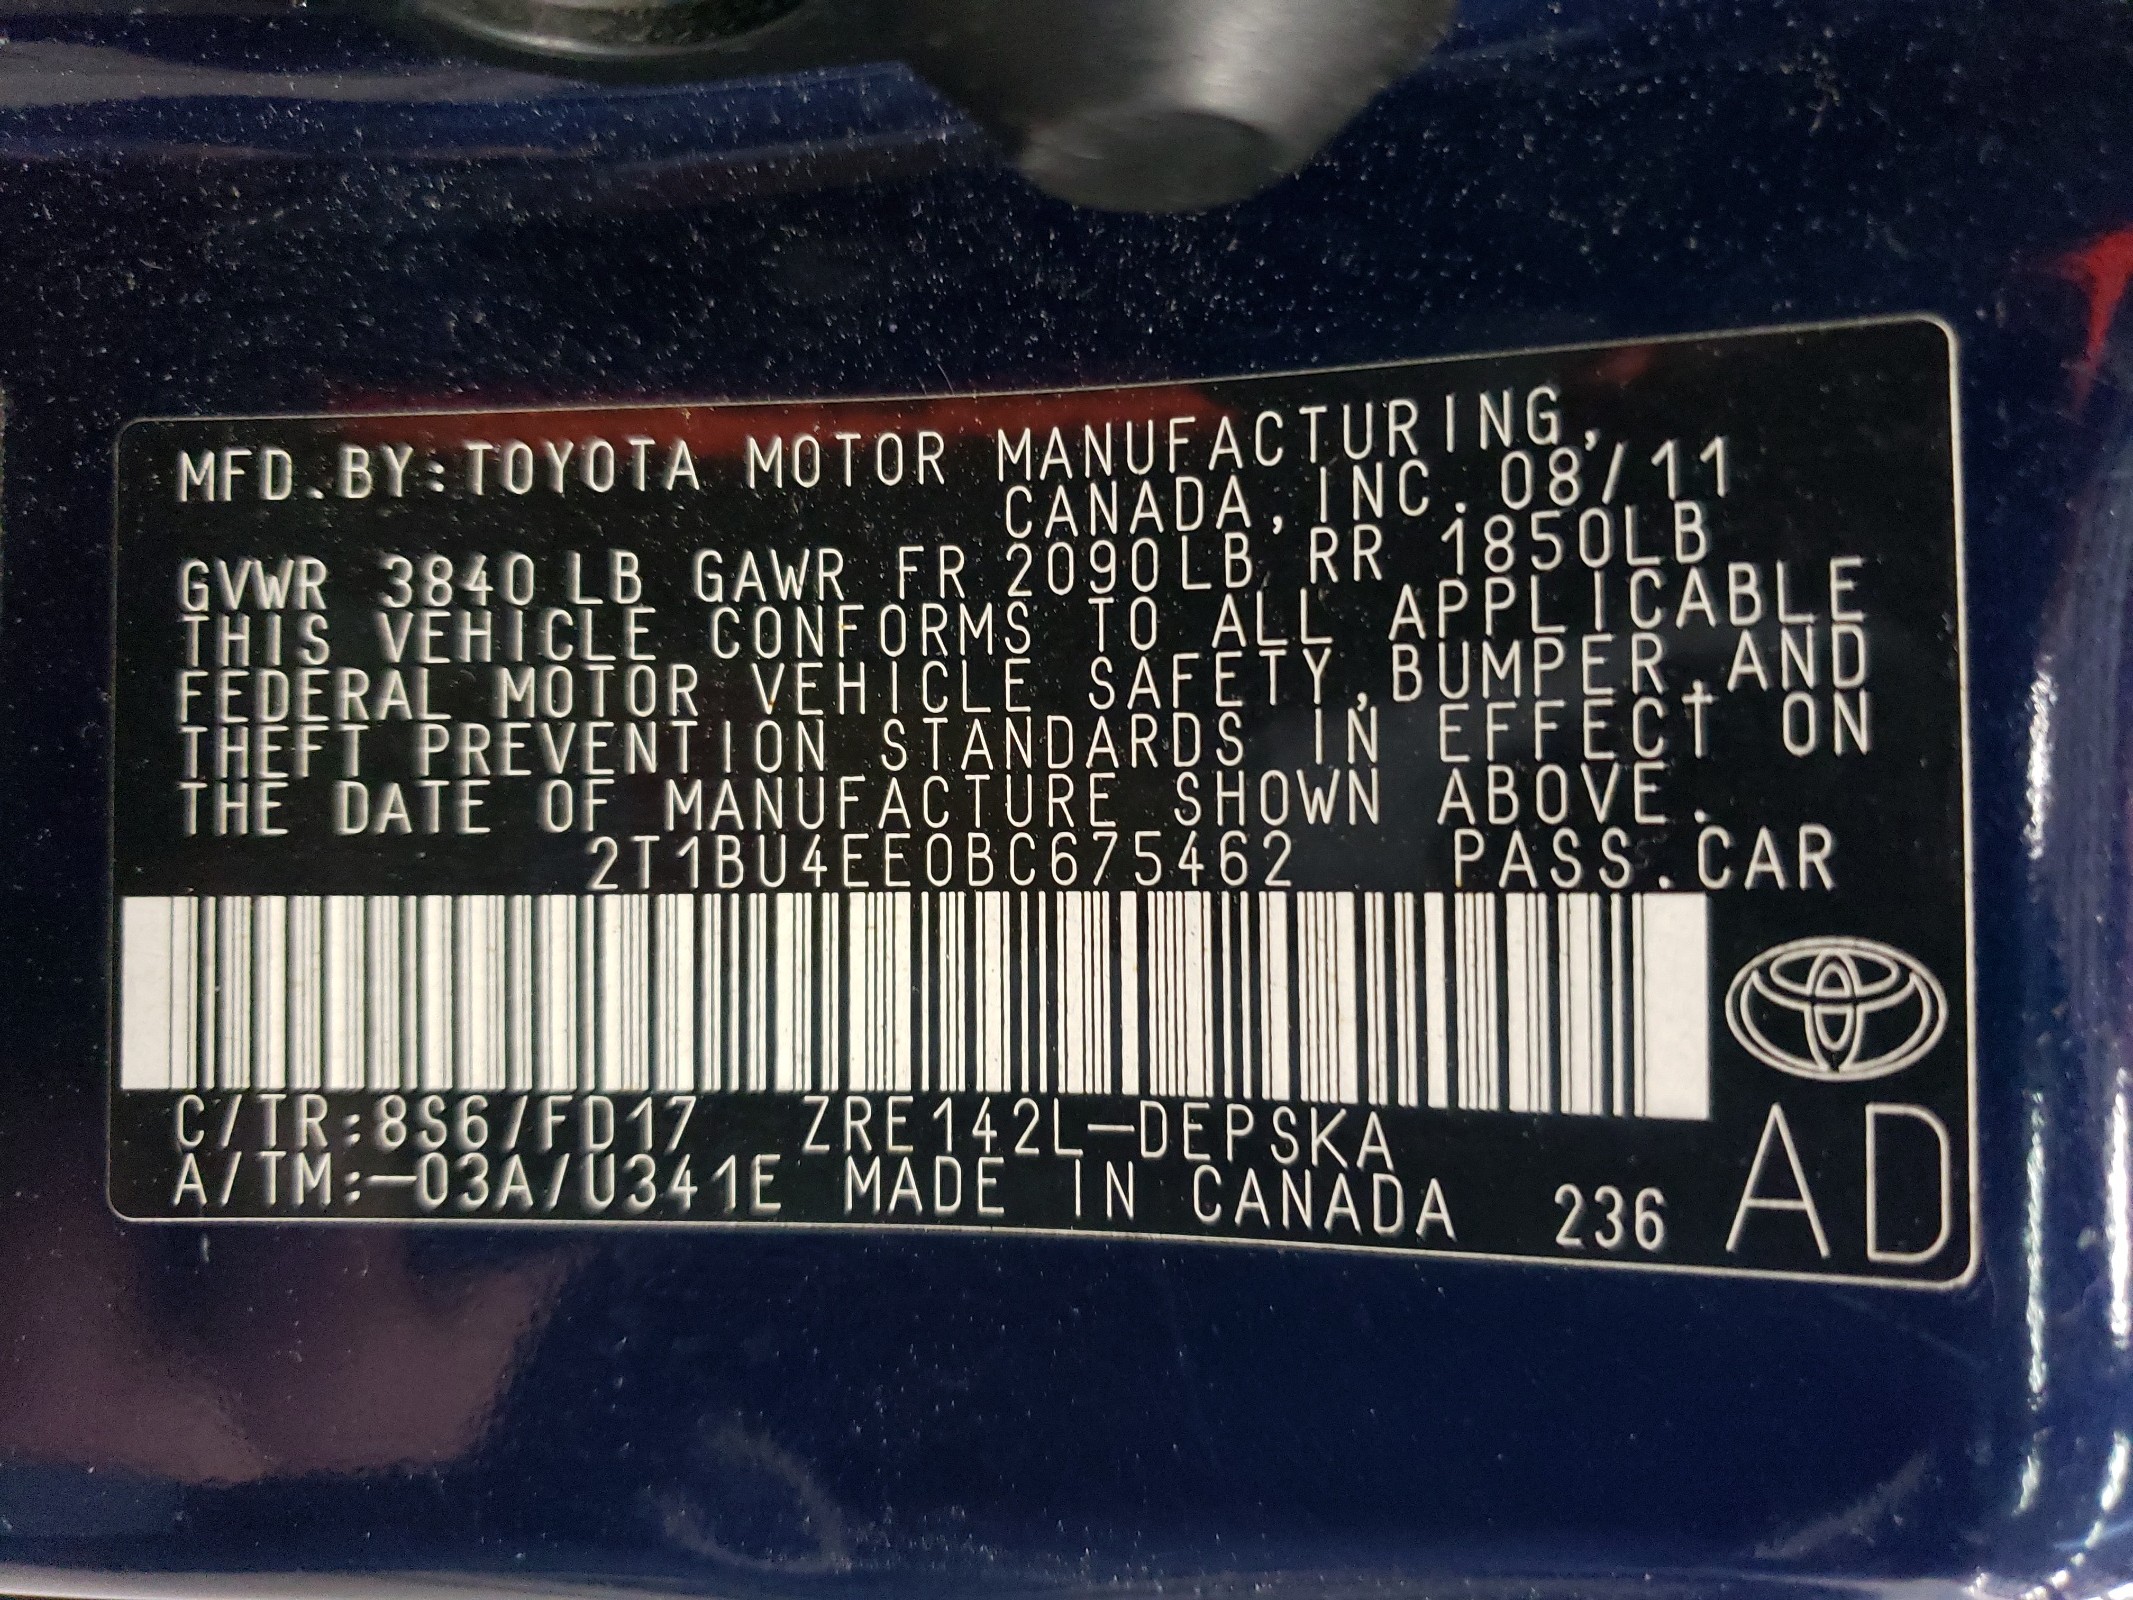 MFD.BY:TOYOTA MOTOR MANUFACTURING,
CANADA, INC. 08/11
GVWR 3840 LB GAWR FR 2090LB RR 1850LB
THIS VEHICLE CONFORMS TO ALL APPLICABLE
FEDERAL MOTOR VEHICLE SAFETY,BUMPER,AND
THEFT PREVENTION STANDARDS IN EFFECT ON
THE DATE OF MANUFACTURE SHOWN ABOVE.
2T1BU4EE0BC675462 PASS.CAR
C/TR:8S6/FD17 ZRE142L-DEPSKA
A/TM:-03A/U341E MADE IN CANADA 236
AD